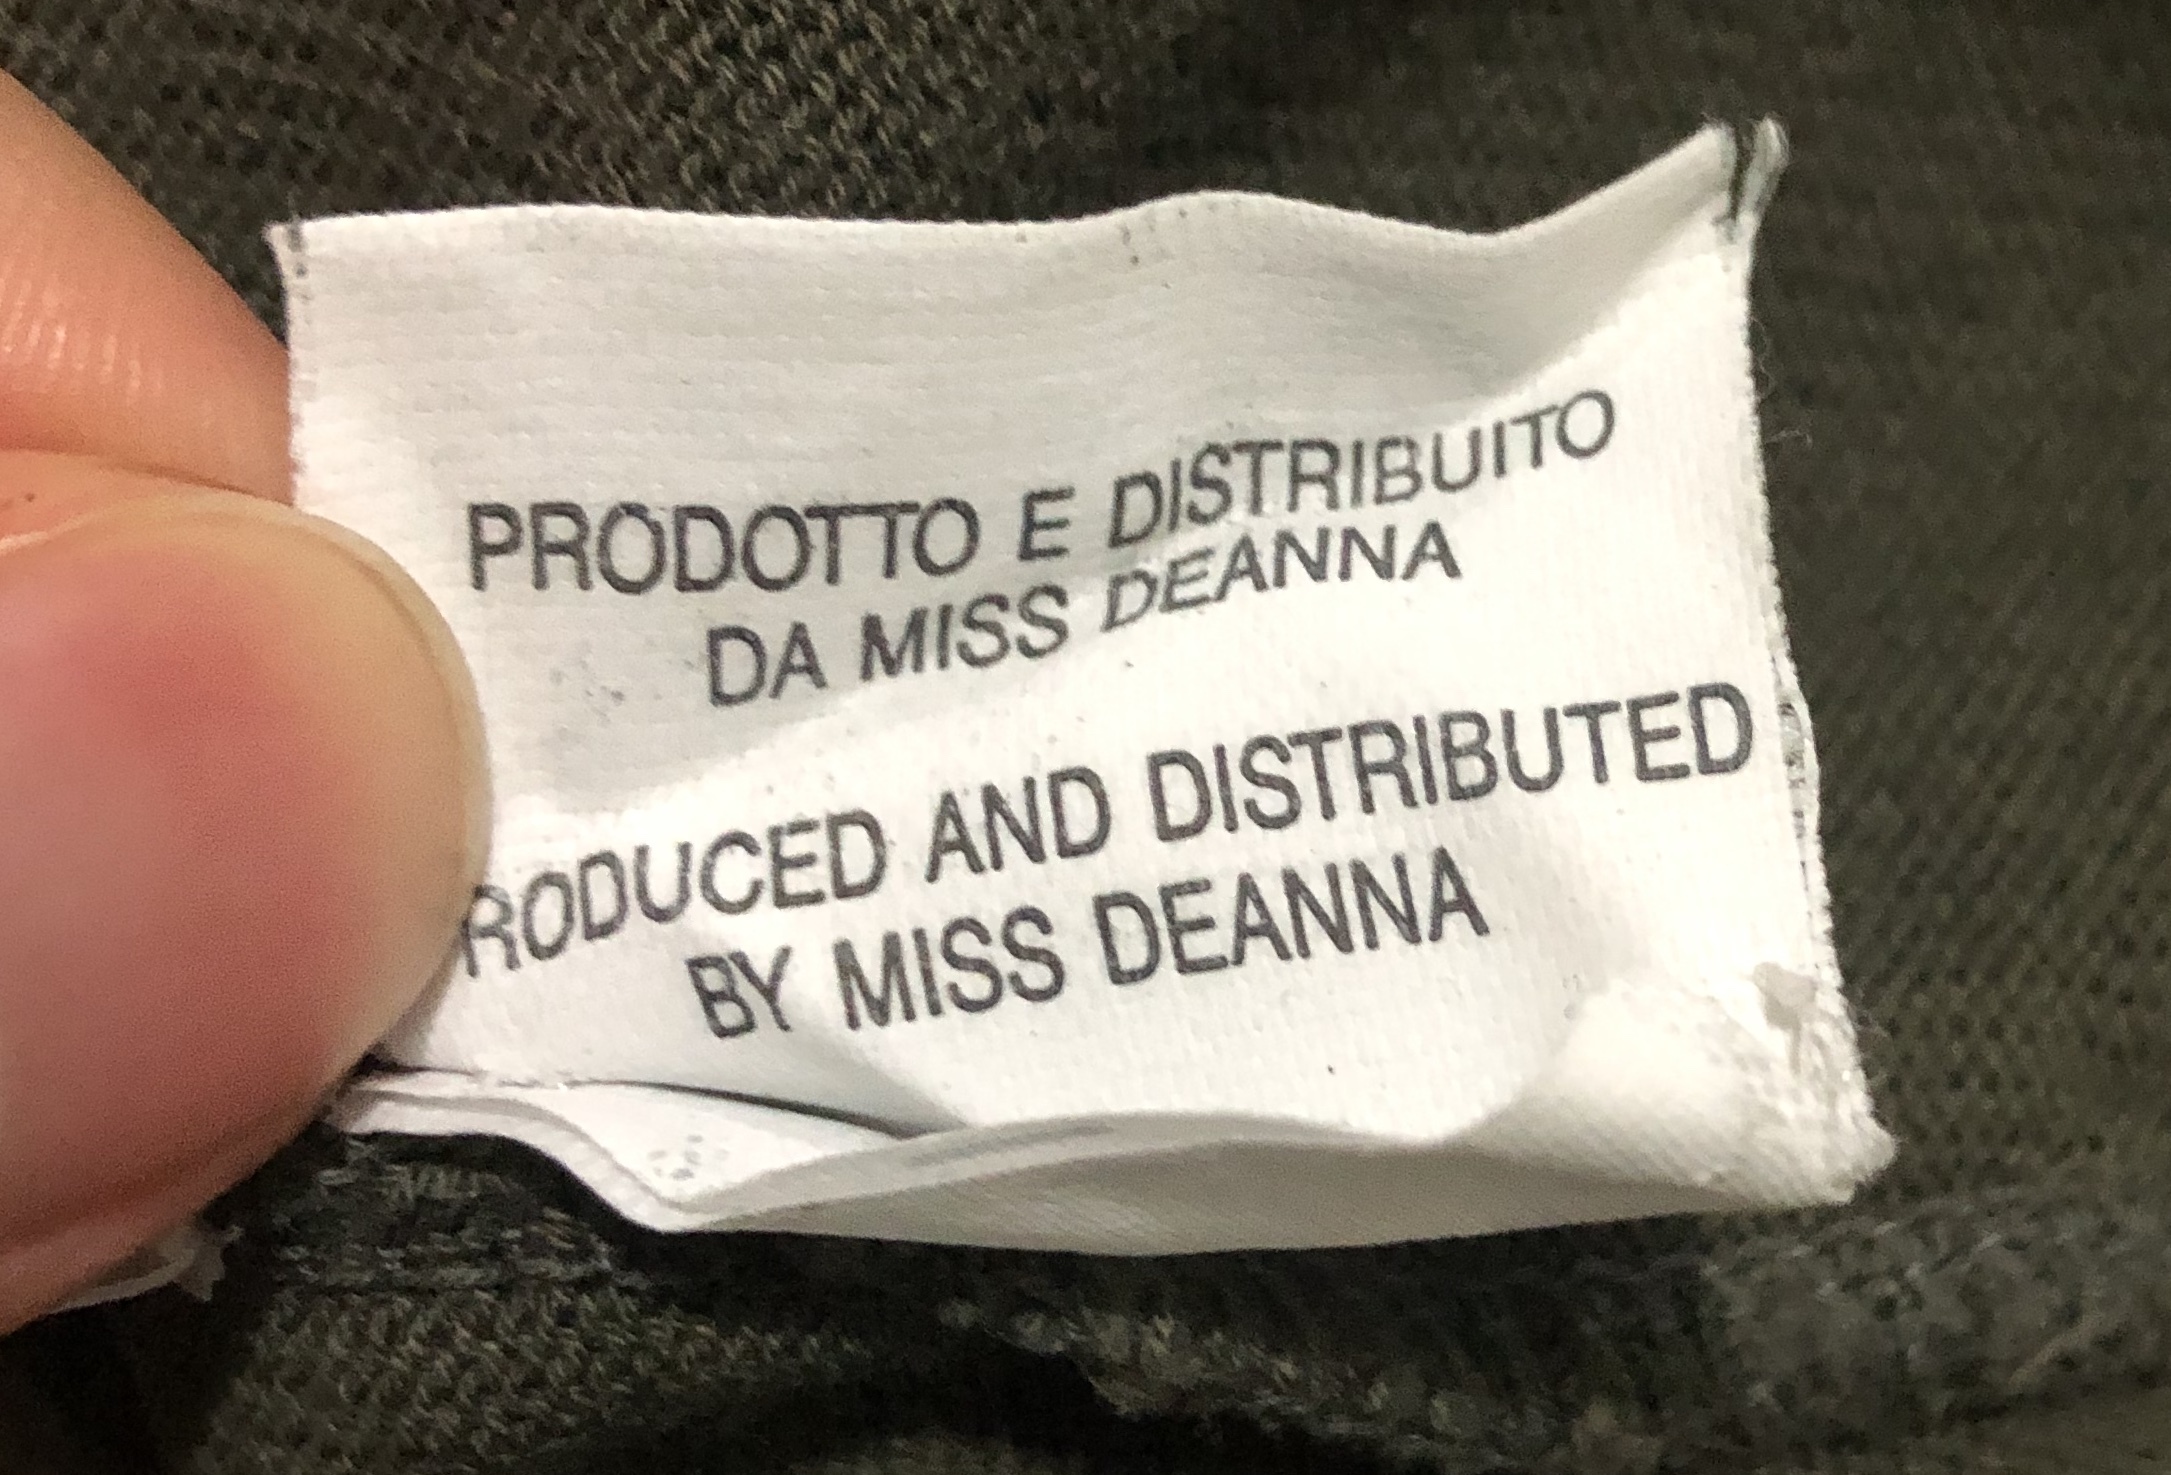 PRODOTTO E DISTRIBUITO
DA MISS DEANNA
RODUCED AND DISTRIBUTED
BY MISS DEANNA